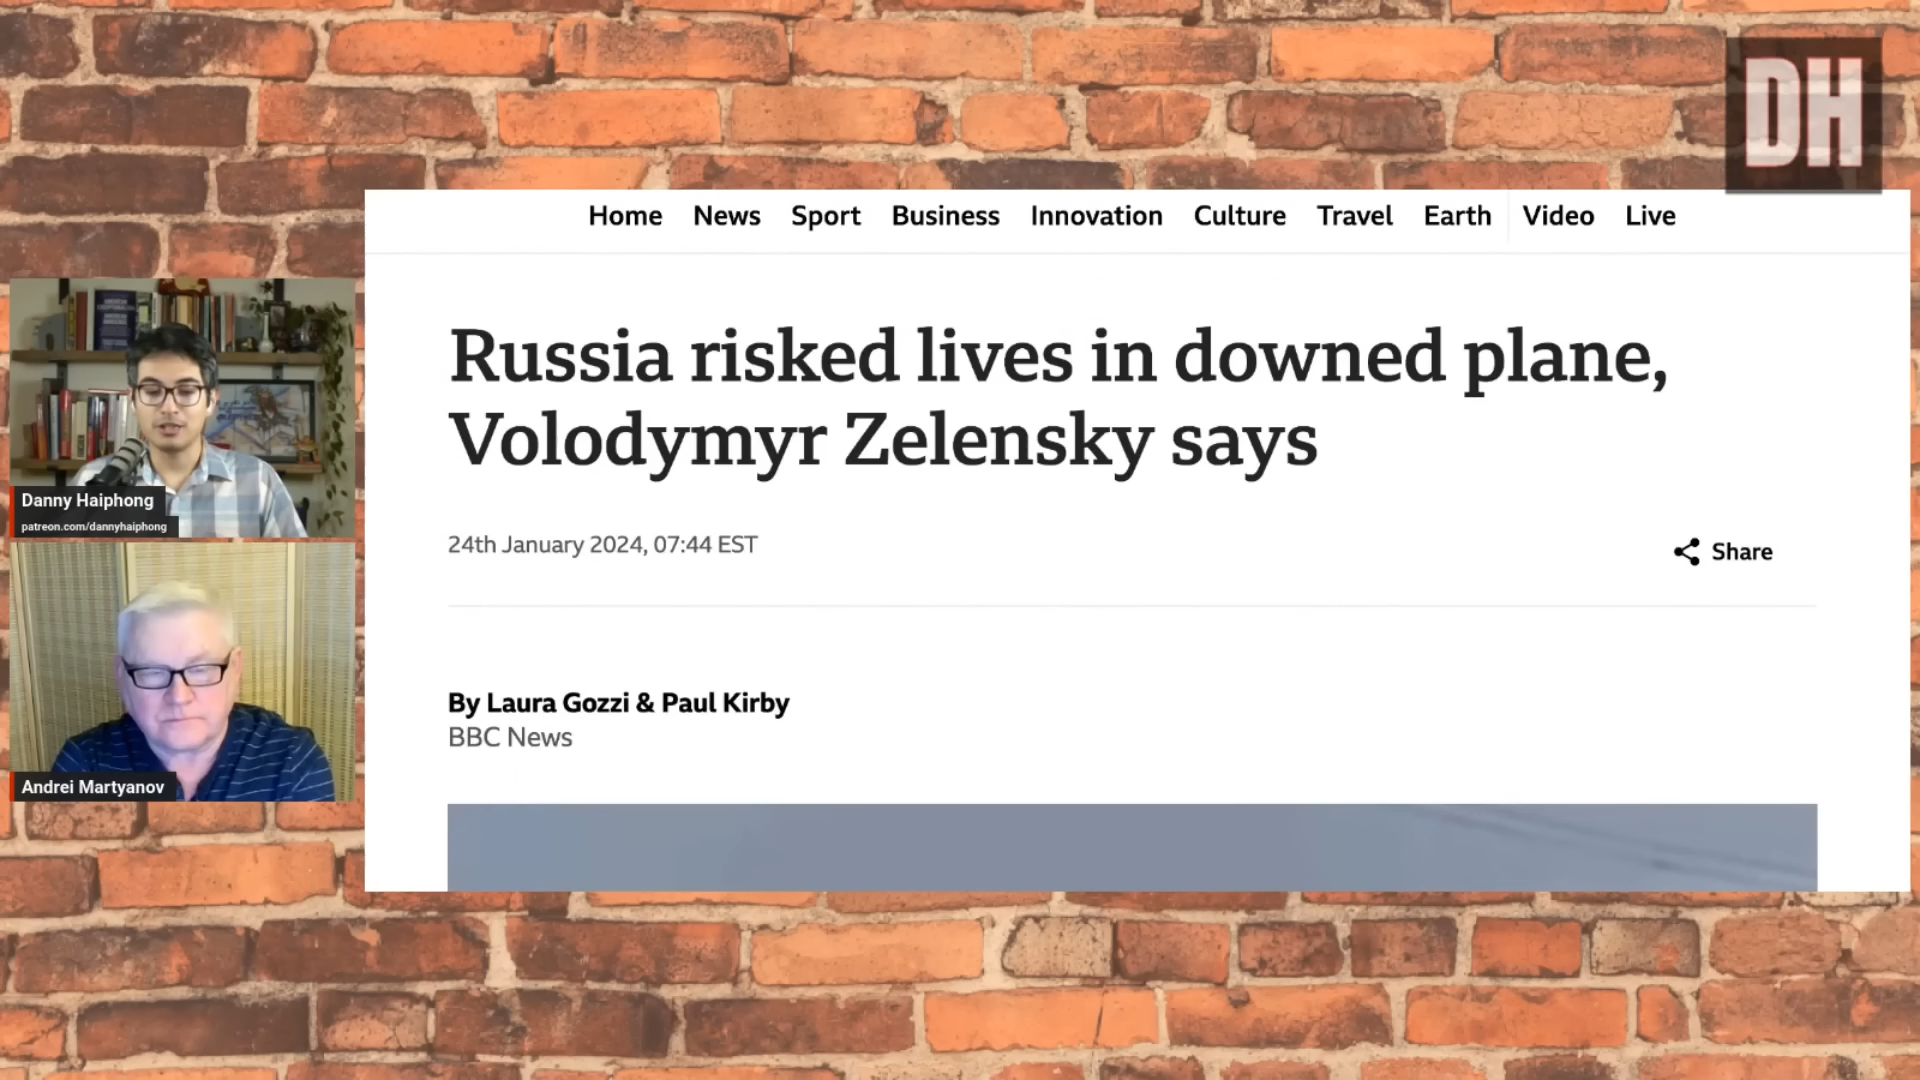 DH
Home News Sport Business Innovation Culture Travel Earth Video Live
Russia risked lives in downed plane,
Volodymyr Zelensky says
24th January 2024, 07:44 EST
Share
By Laura Gozzi & Paul Kirby
BBC News
Danny Haiphong
patreon.com/dannyhaiphong
Andrei Martyanov